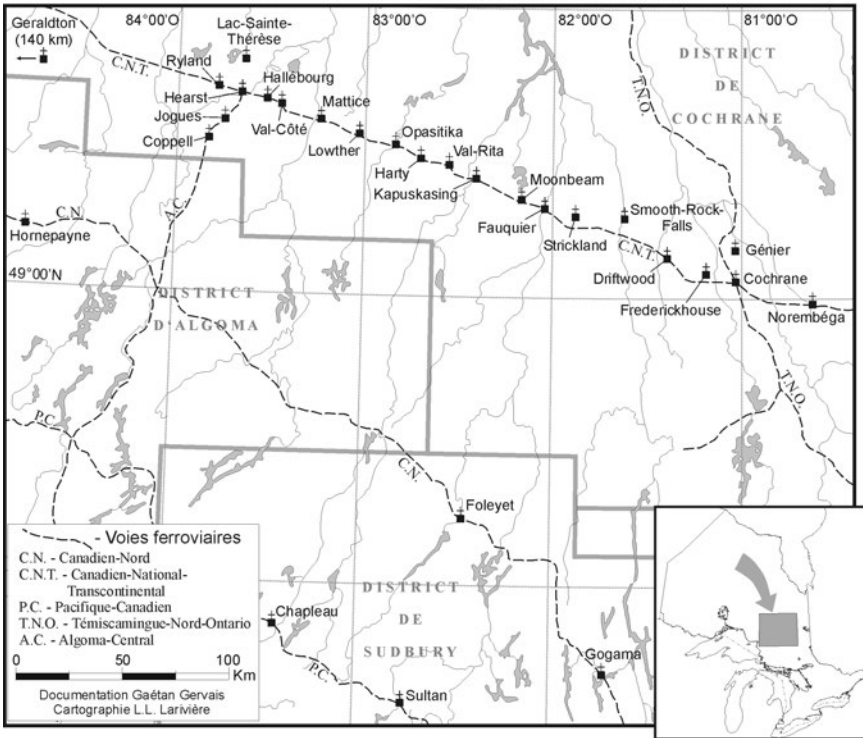 84°00'O
83°00'O
82°00'O
81°00'O
Géraldton
(140 km)
Lac-Sainte-
Thérèse
C.N.T.
Ryland
Hearst
Hallébourg
Jogues
Val-Côté
Mattice
Coppell
Lowther
Opasitika
Harty
Val-Rita
Kapuskasing
Moonbeam
Fauquier
Strickland
Smooth-Rock-
Falls
C.N.T.
Driftwood
Frederickhouse
Génier
Cochrane
Norembéga
T.N.O.
DISTRICT
DE
COCHRANE
C.N.
Hornepayne
A.C.
49°00'N
DISTRICT
D'ALGOMA
T.N.O.
P.C.
C.N.
Foleyet
DISTRICT
DE
SUDBURY
Chapleau
P.C.
Sultan
Gogama
- Voies ferroviaires
C.N. - Canadien-Nord
C.N.T. - Canadien-National-
Transcontinental
P.C. - Pacifique-Canadien
T.N.O. - Témiscamingue-Nord-Ontario
A.C. - Algoma-Central
0 50 100
Km
Documentation Gaétan Gervais
Cartographie L.L. Larivière